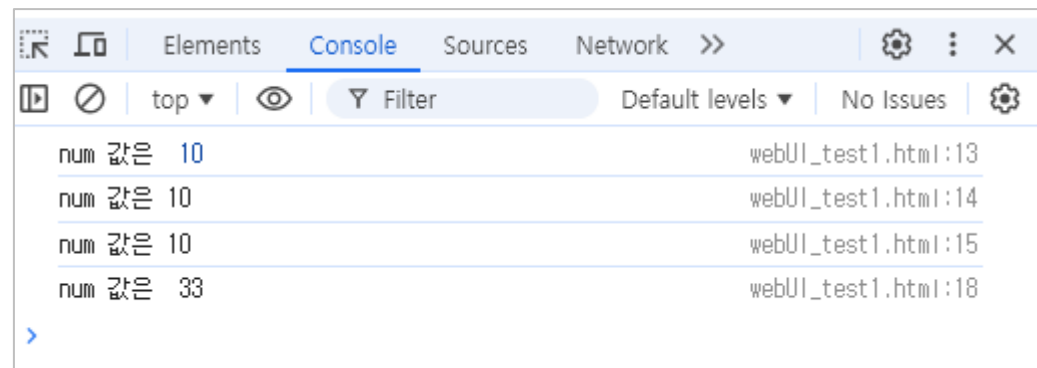 Elements Console Sources Network >>
top ▼ Filter Default levels ▼ No Issues
num 값은  10 webUI_test1.html:13
num 값은 10 webUI_test1.html:14
num 값은 10 webUI_test1.html:15
num 값은  33 webUI_test1.html:18
>